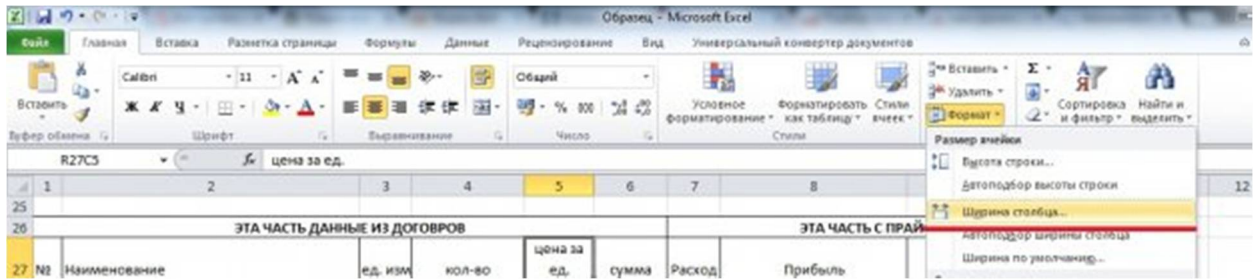 Образец - Microsoft Excel
Файл Главная Вставка Разметка страницы Формулы Данные Рецензирование Вид Универсальный конвертер документов
Вставить
Calibri 11
Ж К Ч
Общий
% 000
Условное форматирование
Форматировать как таблицу
Стили ячеек
Вставить
Удалить
Формат
Σ
Сортировка и фильтр
Найти и выделить
Буфер обмена Шрифт Выравнивание Число Стили
Размер ячейки
R27C5 fx цена за ед.
Высота строки...
Автоподбор высоты строки
1 2 3 4 5 6 7 8 12
Ширина столбца...
25
26 ЭТА ЧАСТЬ ДАННЫЕ ИЗ ДОГОВРОВ ЭТА ЧАСТЬ С ПРАЙ
Автоподбор ширины столбца
Ширина по умолчанию...
27 №2 Наименование ед. изм кол-во цена за ед. сумма Расход Прибыль